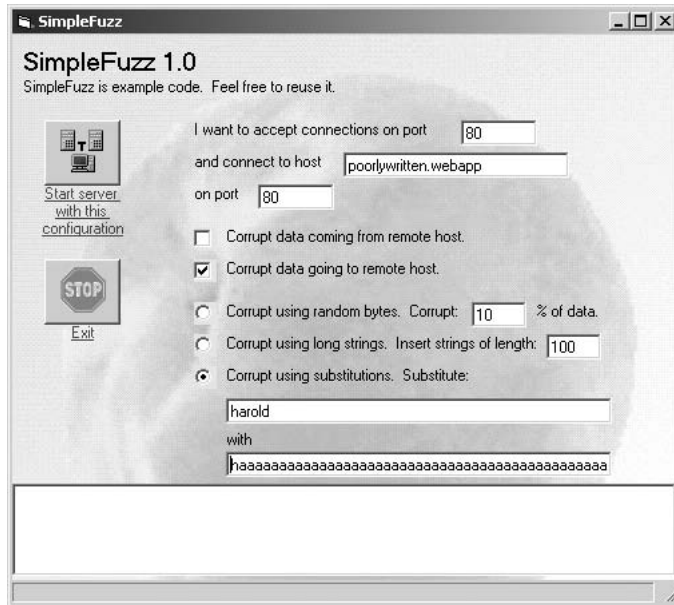 SimpleFuzz
SimpleFuzz 1.0
SimpleFuzz is example code. Feel free to reuse it.
I want to accept connections on port 80
and connect to host poorlywritten.webapp
on port 80
Start server
with this
configuration
Corrupt data coming from remote host.
Corrupt data going to remote host.
STOP
Exit
Corrupt using random bytes. Corrupt: 10 % of data.
Corrupt using long strings. Insert strings of length: 100
Corrupt using substitutions. Substitute:
harold
with
haaaaaaaaaaaaaaaaaaaaaaaaaaaaaaaaaaaaaaaaaaaaaaa